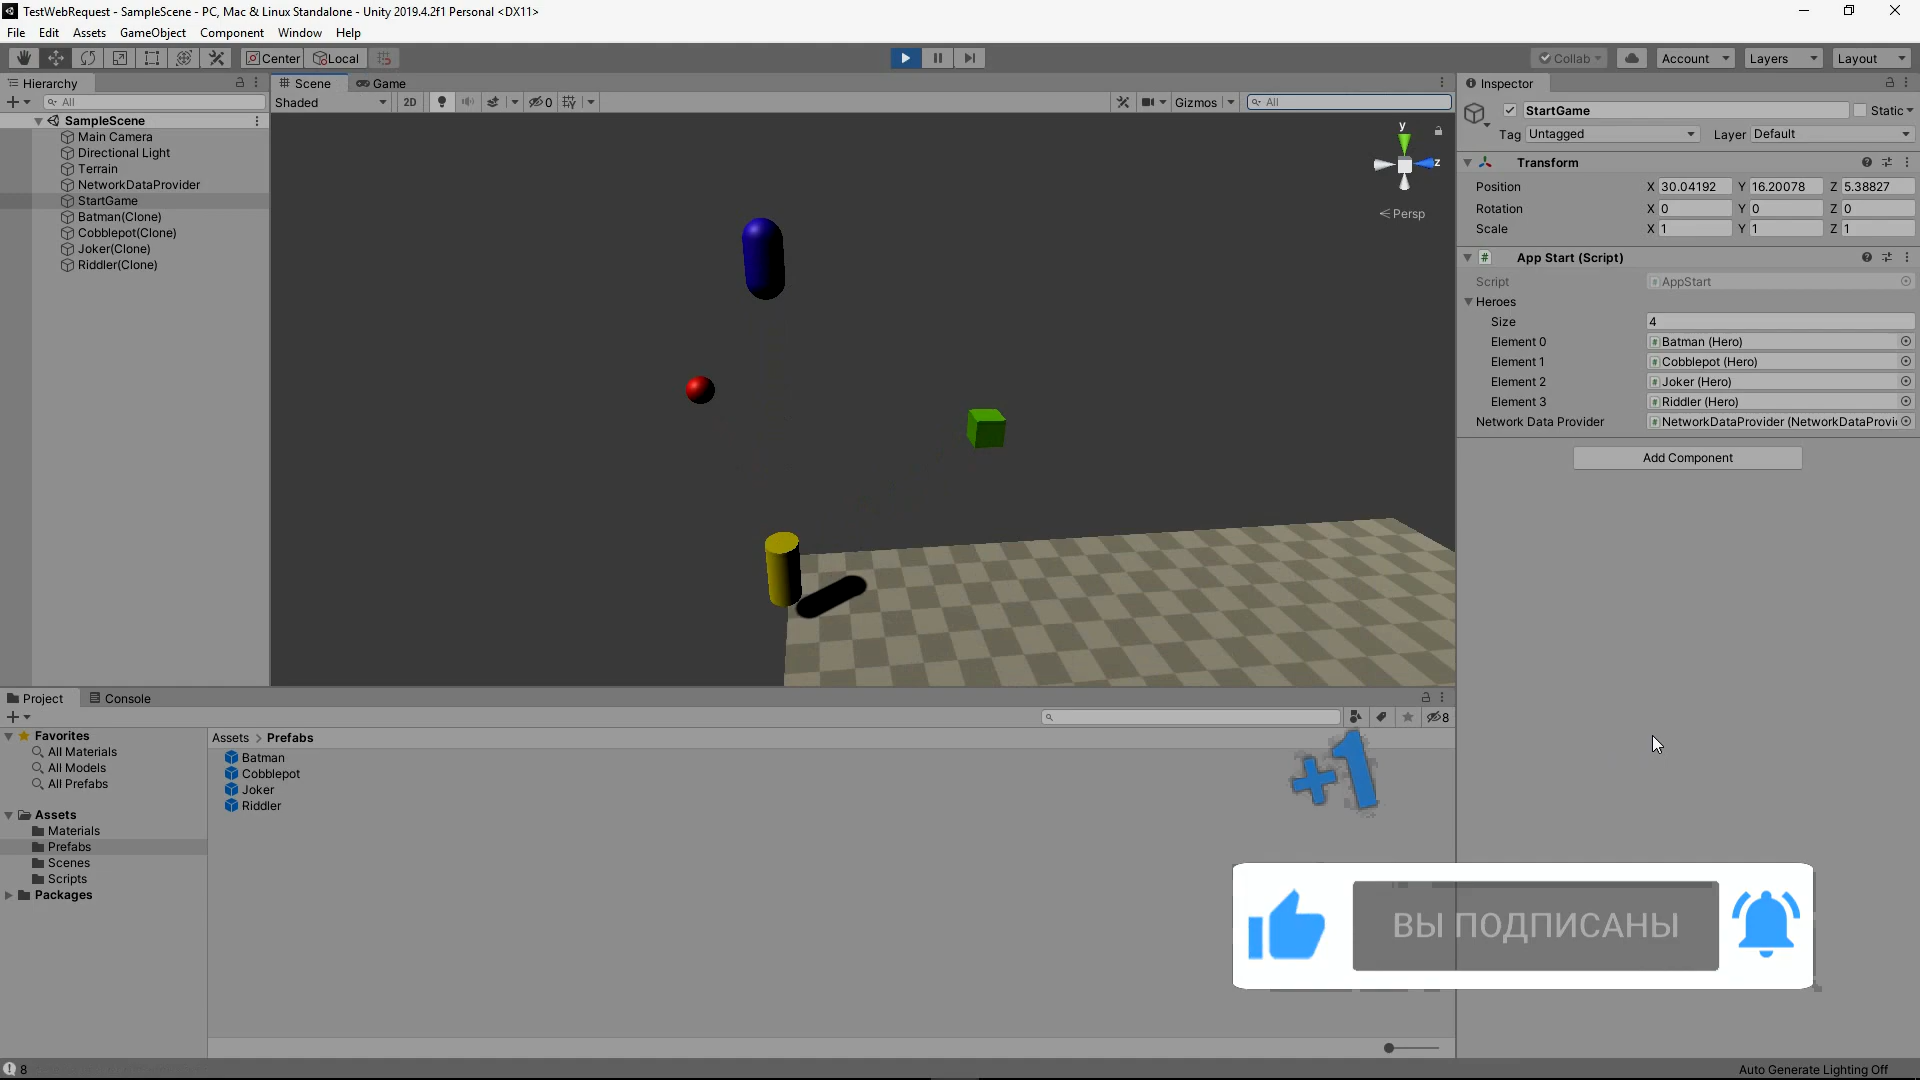 TestWebRequest - SampleScene - PC, Mac & Linux Standalone - Unity 2019.4.2f1 Personal <DX11>
File Edit Assets GameObject Component Window Help
Center Local Collab Account Layers Layout
Hierarchy
All
SampleScene
Main Camera
Directional Light
Terrain
NetworkDataProvider
StartGame
Batman(Clone)
Cobblepot(Clone)
Joker(Clone)
Riddler(Clone)
Scene Game
Shaded 2D 0 Gizmos All
y
z
Persp
Inspector
StartGame Static
Tag Untagged Layer Default
Transform
Position X 30.04192 Y 16.20078 Z 5.38827
Rotation X 0 Y 0 Z 0
Scale X 1 Y 1 Z 1
# App Start (Script)
Script AppStart
Heroes
Size 4
Element 0 Batman (Hero)
Element 1 Cobblepot (Hero)
Element 2 Joker (Hero)
Element 3 Riddler (Hero)
Network Data Provider NetworkDataProvider (NetworkDataProvi
Add Component
Project Console
8
Favorites
All Materials
All Models
All Prefabs
Assets
Materials
Prefabs
Scenes
Scripts
Packages
Assets > Prefabs
Batman
Cobblepot
Joker
Riddler
+1
ВЫ ПОДПИСАНЫ
8
Auto Generate Lighting Off